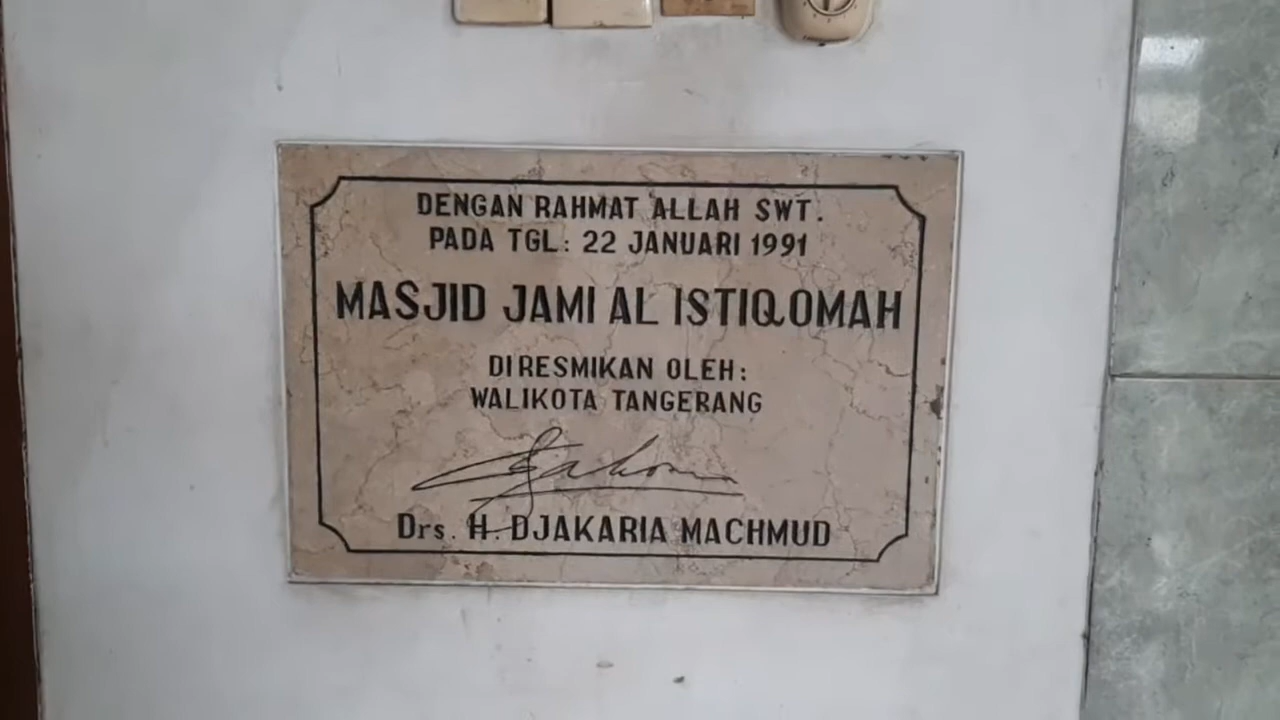 DENGAN RAHMAT ALLAH SWT.
PADA TGL: 22 JANUARI 1991
MASJID JAMI AL ISTIQOMAH
DIRESMIKAN OLEH:
WALIKOTA TANGERANG
Drs. H. DJAKARIA MACHMUD